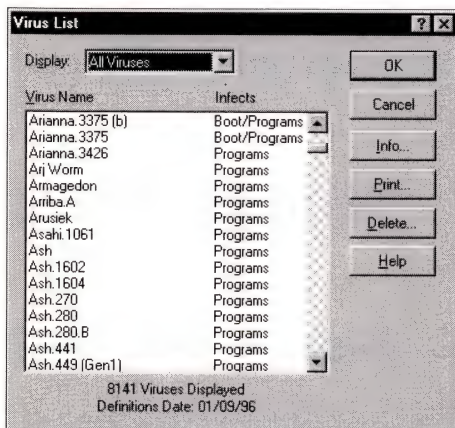 Virus List
Display: All Viruses
OK
Virus Name Infects
Cancel
Arianna.3375 (b) Boot/Programs
Arianna.3375 Boot/Programs
Arianna.3426 Programs
Info...
Arj Worm Programs
Armagedon Programs
Print...
Arriba.A Programs
Arusiek Programs
Delete...
Asahi.1061 Programs
Ash Programs
Help
Ash.1602 Programs
Ash.1604 Programs
Ash.270 Programs
Ash.280 Programs
Ash.280.B Programs
Ash.441 Programs
Ash.449 (Gen1) Programs
8141 Viruses Displayed
Definitions Date: 01/09/96